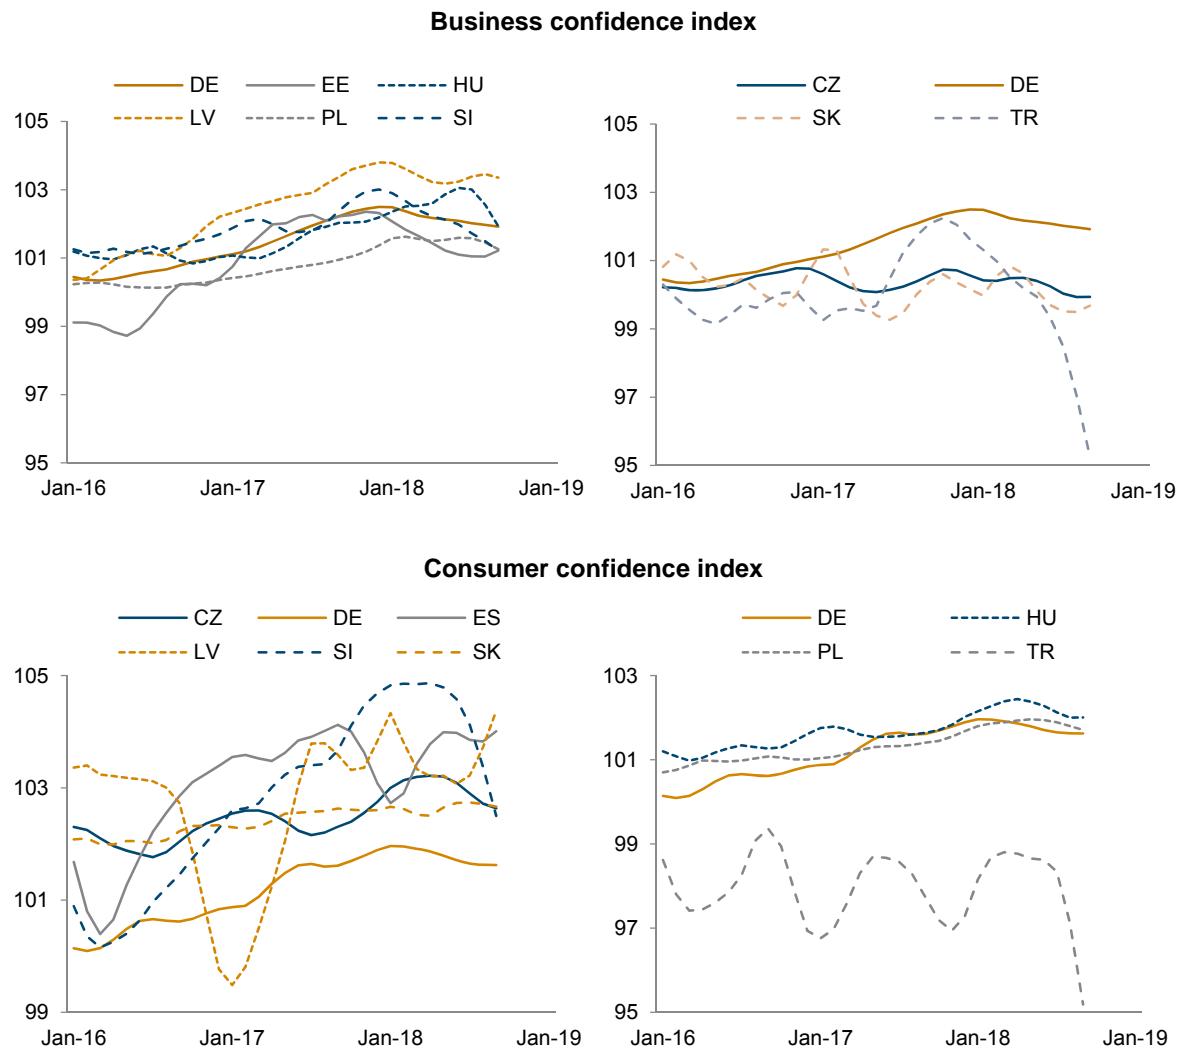 Business confidence index
DE EE HU
LV PL SI
105
103
101
99
97
95
Jan-16 Jan-17 Jan-18 Jan-19
CZ DE
SK TR
105
103
101
99
97
95
Jan-16 Jan-17 Jan-18 Jan-19
Consumer confidence index
CZ DE ES
LV SI SK
105
103
101
99
Jan-16 Jan-17 Jan-18 Jan-19
DE HU
PL TR
103
101
99
97
95
Jan-16 Jan-17 Jan-18 Jan-19